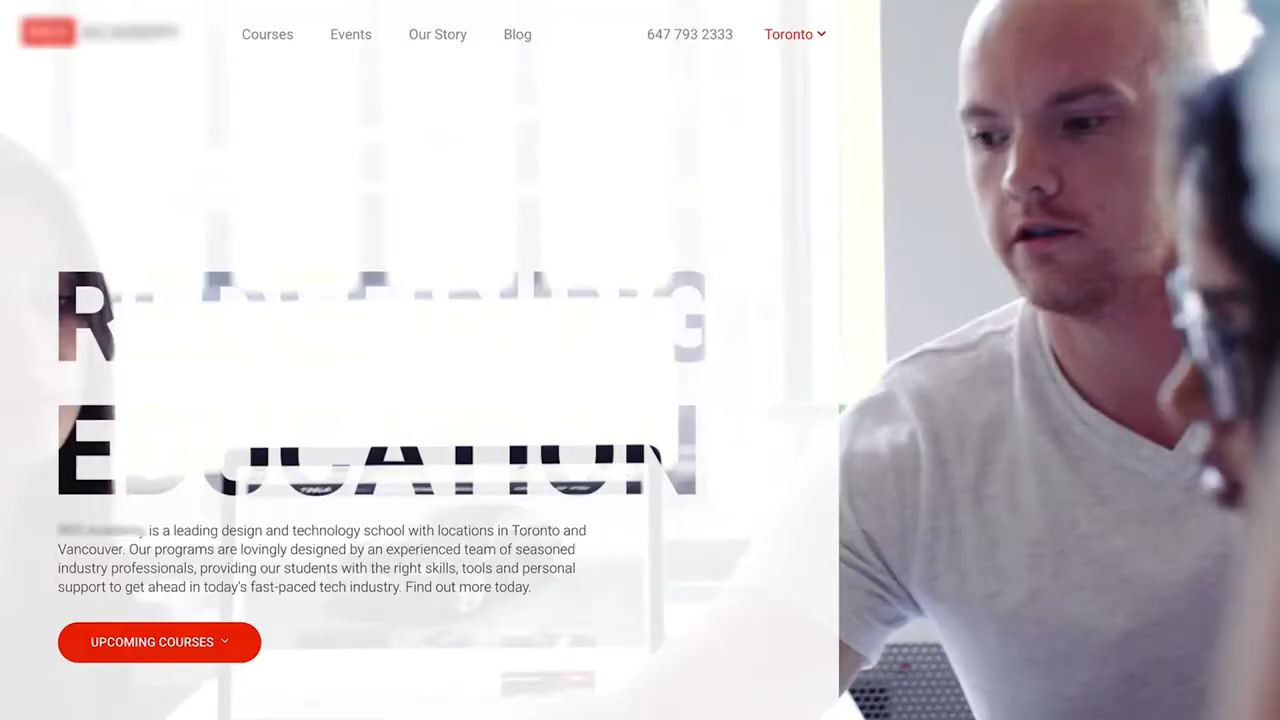 Courses Events Our Story Blog 647 793 2333 Toronto
EDUCATION
is a leading design and technology school with locations in Toronto and
Vancouver. Our programs are lovingly designed by an experienced team of seasoned
industry professionals, providing our students with the right skills, tools and personal
support to get ahead in today's fast-paced tech industry. Find out more today.
UPCOMING COURSES